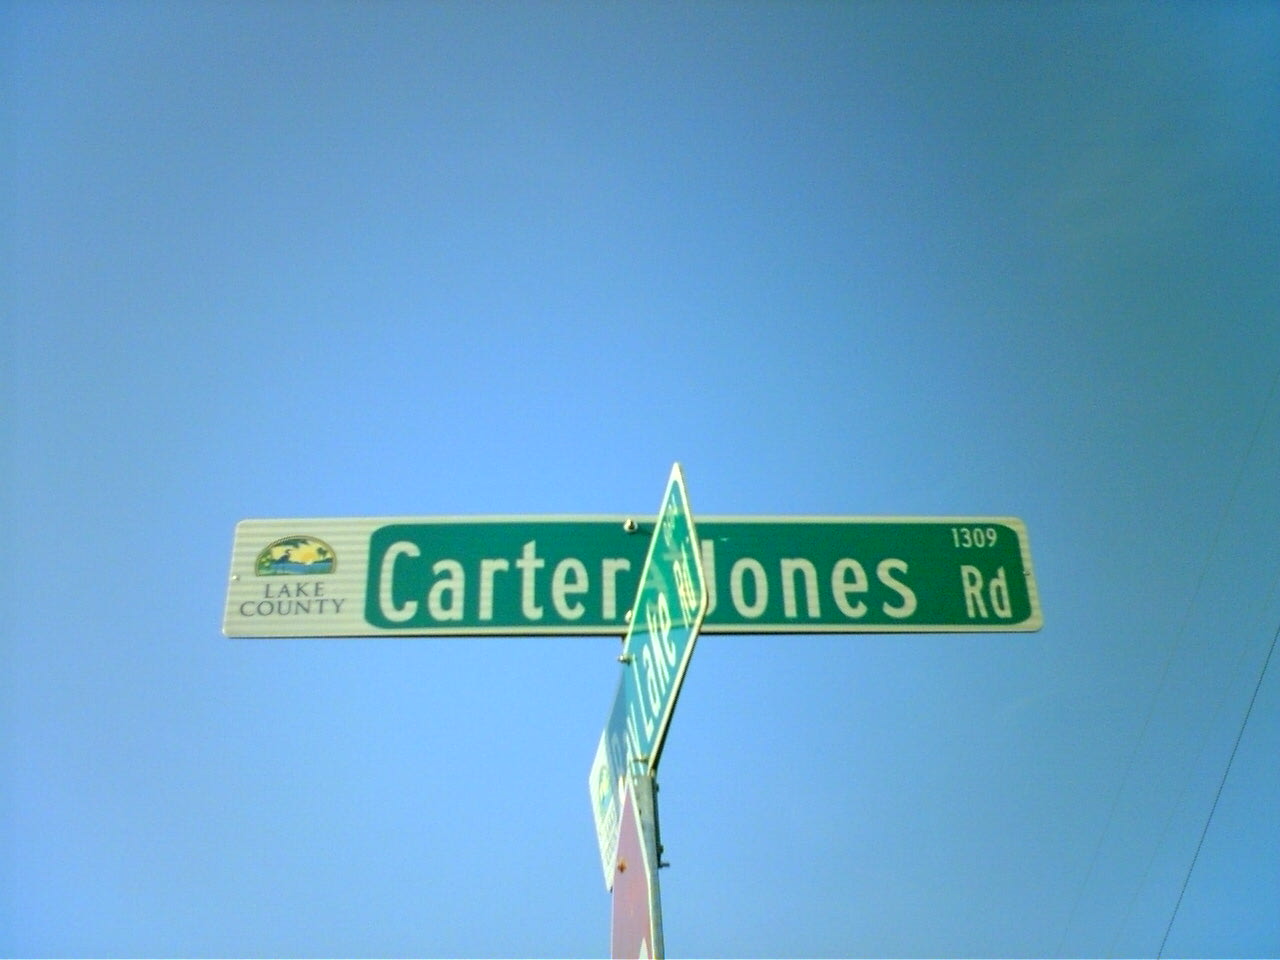 LAKE
COUNTY
Carter Jones Rd
1309
Lake Rd